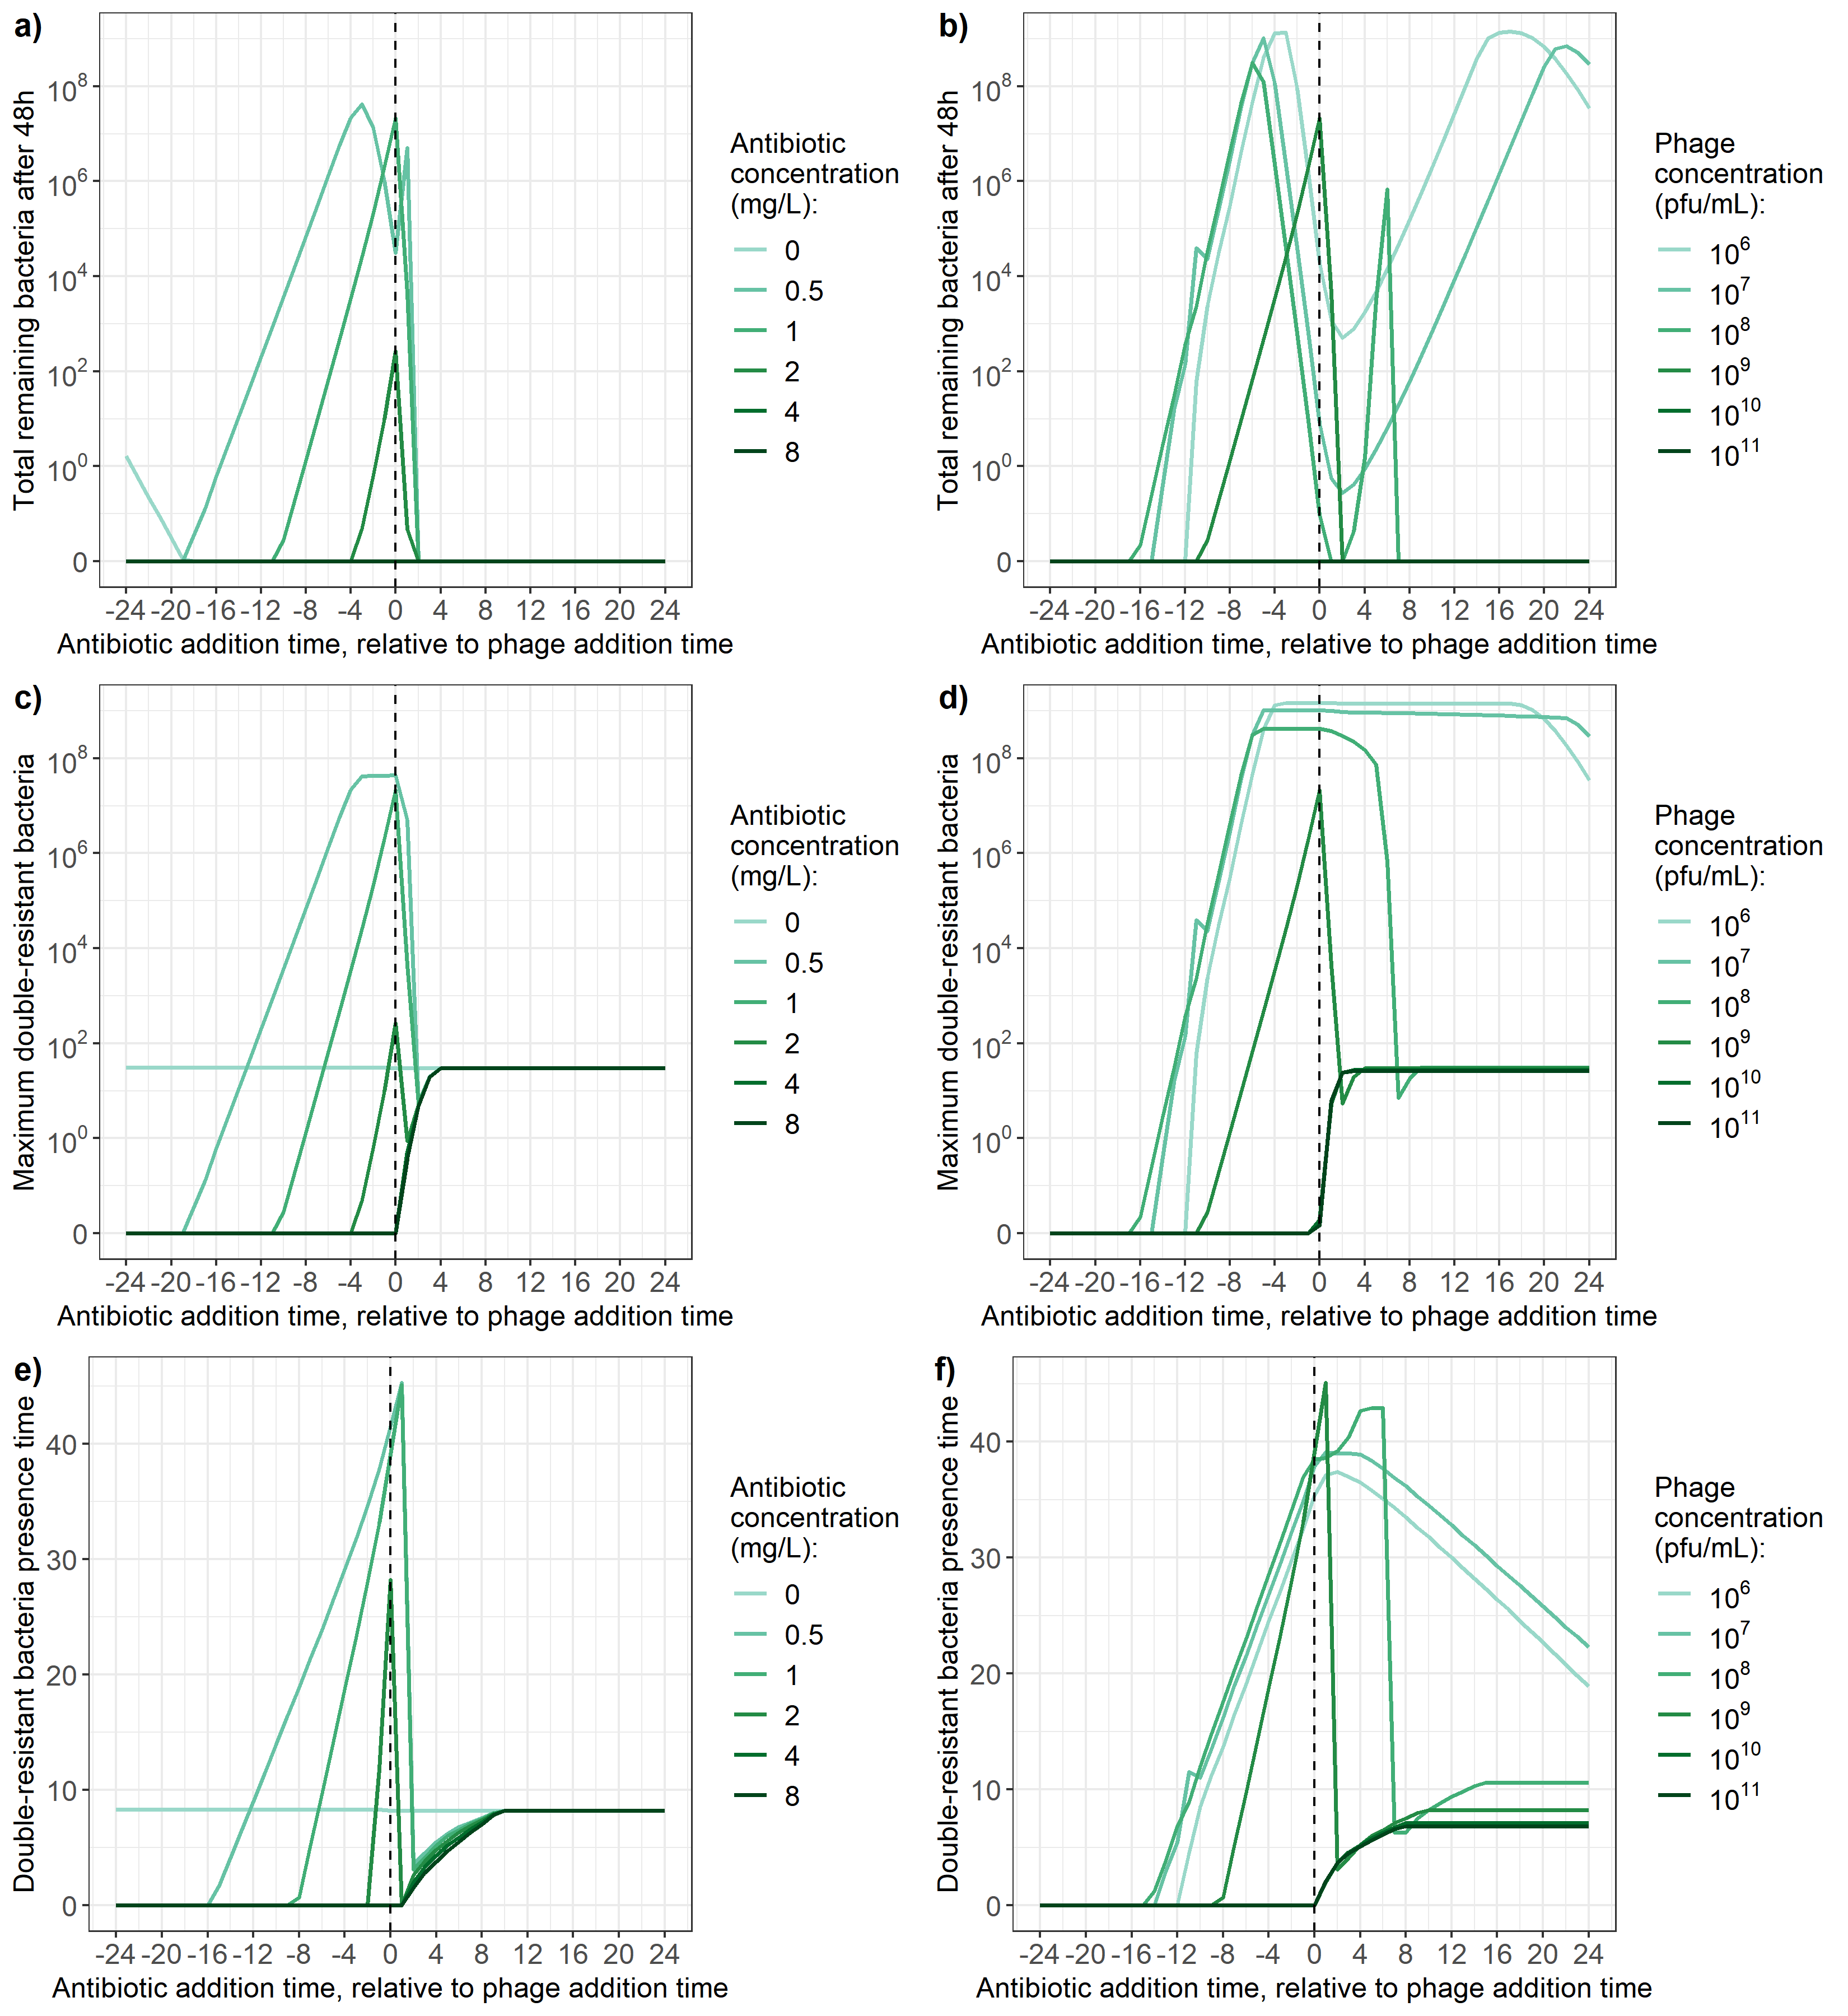 a)
Total remaining bacteria after 48h
10^8
10^6
10^4
10^2
10^0
0
-24 -20 -16 -12 -8 -4 0 4 8 12 16 20 24
Antibiotic addition time, relative to phage addition time
Antibiotic
concentration
(mg/L):
0
0.5
1
2
4
8
b)
Total remaining bacteria after 48h
10^8
10^6
10^4
10^2
10^0
0
-24 -20 -16 -12 -8 -4 0 4 8 12 16 20 24
Antibiotic addition time, relative to phage addition time
Phage
concentration
(pfu/mL):
10^6
10^7
10^8
10^9
10^10
10^11
c)
Maximum double-resistant bacteria
10^8
10^6
10^4
10^2
10^0
0
-24 -20 -16 -12 -8 -4 0 4 8 12 16 20 24
Antibiotic addition time, relative to phage addition time
Antibiotic
concentration
(mg/L):
0
0.5
1
2
4
8
d)
Maximum double-resistant bacteria
10^8
10^6
10^4
10^2
10^0
0
-24 -20 -16 -12 -8 -4 0 4 8 12 16 20 24
Antibiotic addition time, relative to phage addition time
Phage
concentration
(pfu/mL):
10^6
10^7
10^8
10^9
10^10
10^11
e)
Double-resistant bacteria presence time
40
30
20
10
0
-24 -20 -16 -12 -8 -4 0 4 8 12 16 20 24
Antibiotic addition time, relative to phage addition time
Antibiotic
concentration
(mg/L):
0
0.5
1
2
4
8
f)
Double-resistant bacteria presence time
40
30
20
10
0
-24 -20 -16 -12 -8 -4 0 4 8 12 16 20 24
Antibiotic addition time, relative to phage addition time
Phage
concentration
(pfu/mL):
10^6
10^7
10^8
10^9
10^10
10^11